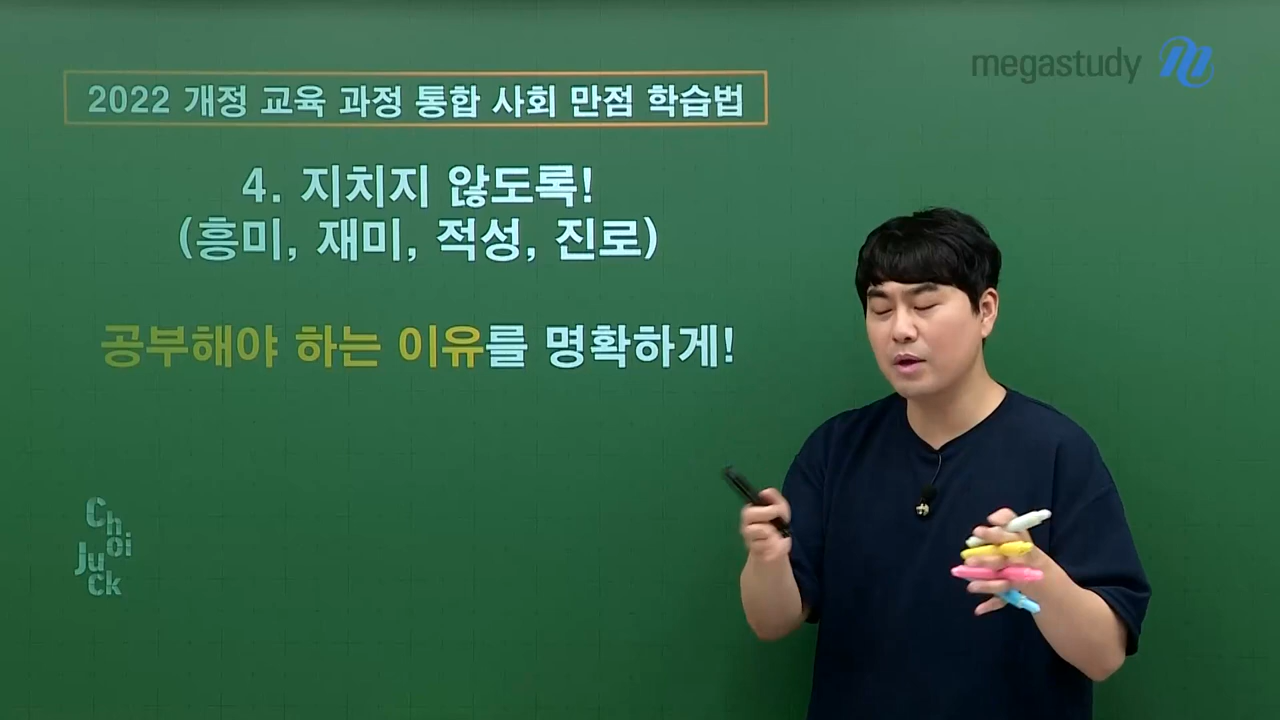 megastudy
2022 개정 교육 과정 통합 사회 만점 학습법
4. 지치지 않도록!
(흥미, 재미, 적성, 진로)
공부해야 하는 이유를 명확하게!
Ch
oi
Ju
ck